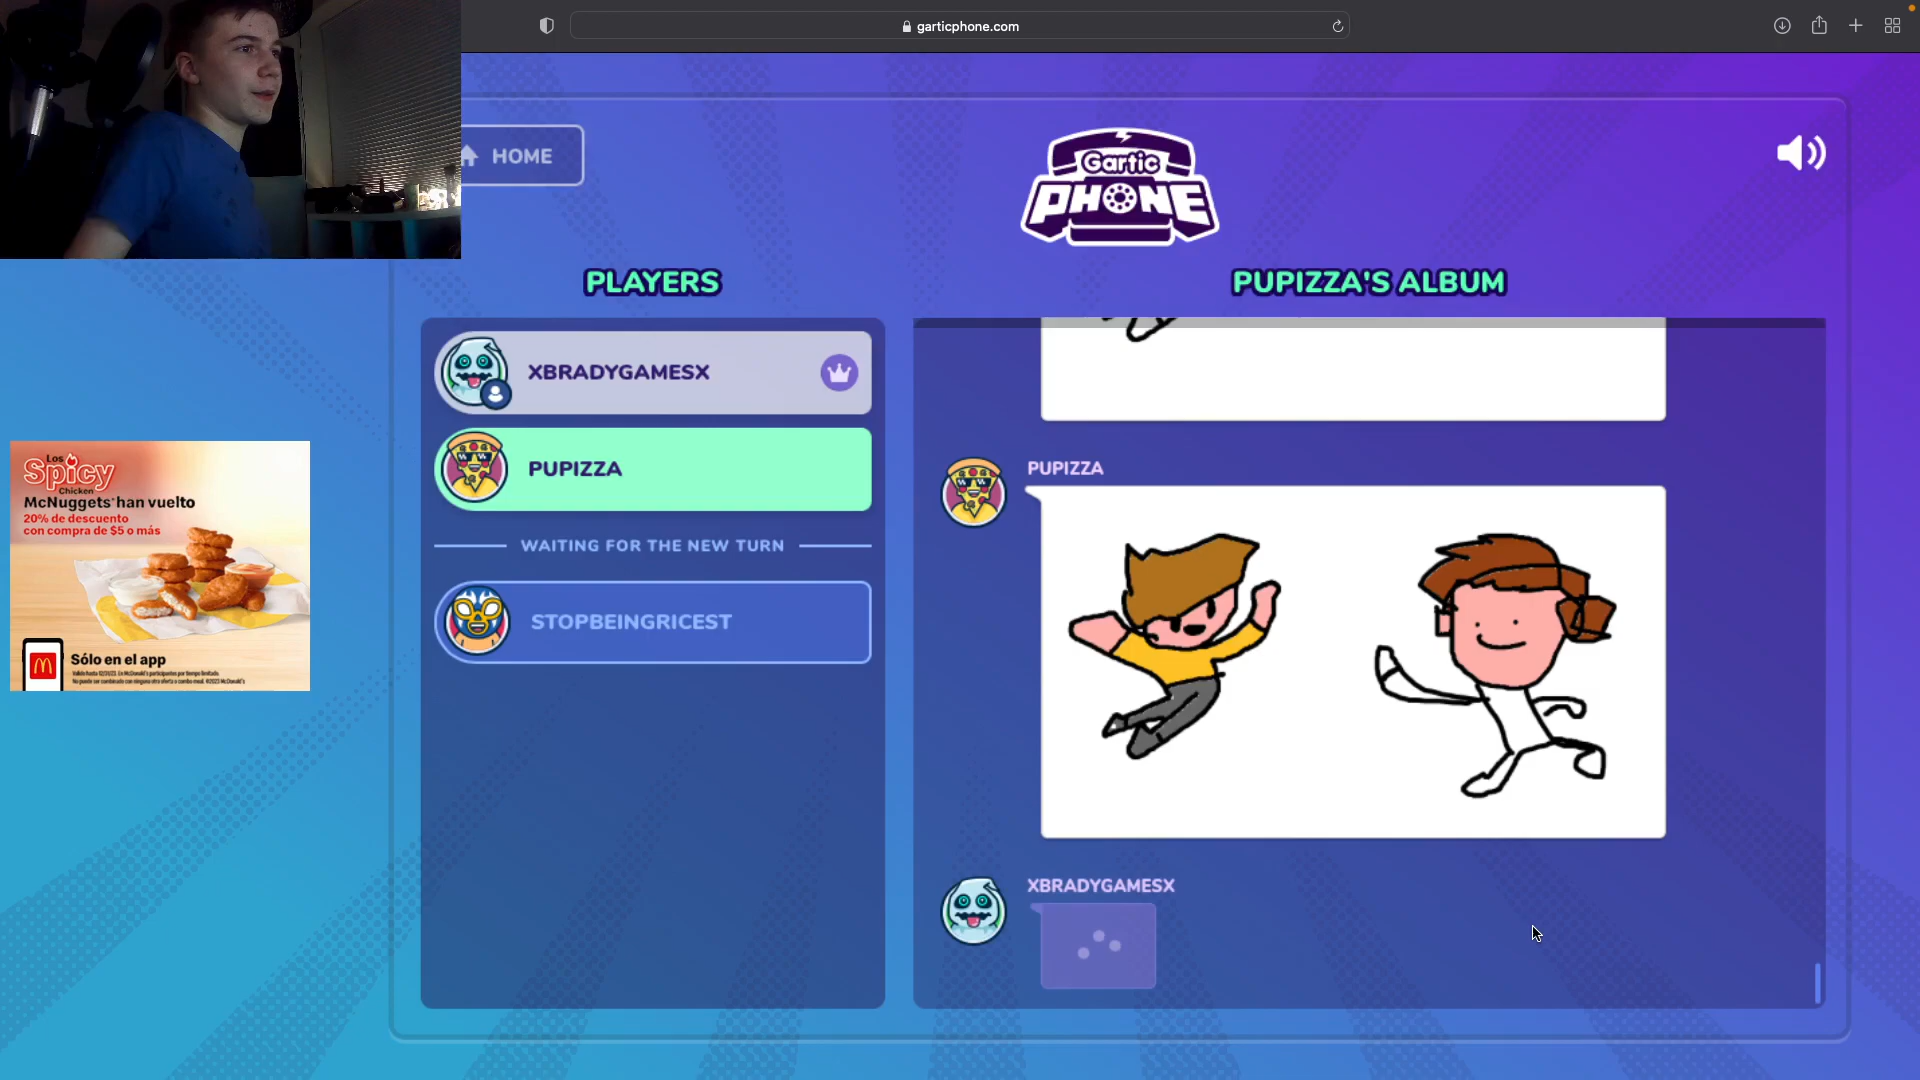 garticphone.com
HOME
Gartic
PHONE
PLAYERS
PUPIZZA'S ALBUM
XBRADYGAMESX
PUPIZZA
WAITING FOR THE NEW TURN
STOPBEINGRICEST
PUPIZZA
XBRADYGAMESX
Los
Spicy
Chicken
McNuggets® han vuelto
20% de descuento
con compra de $5 o más
Sólo en el app